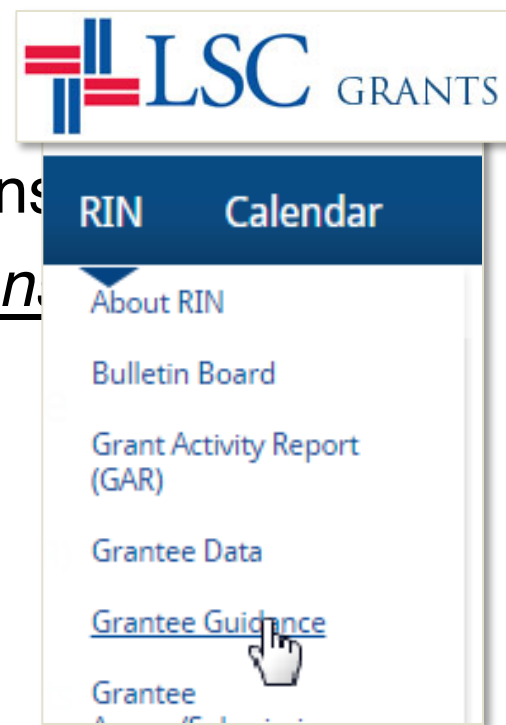 LSC GRANTS
RIN Calendar
About RIN
Bulletin Board
Grant Activity Report
(GAR)
Grantee Data
Grantee Guidance
Grantee